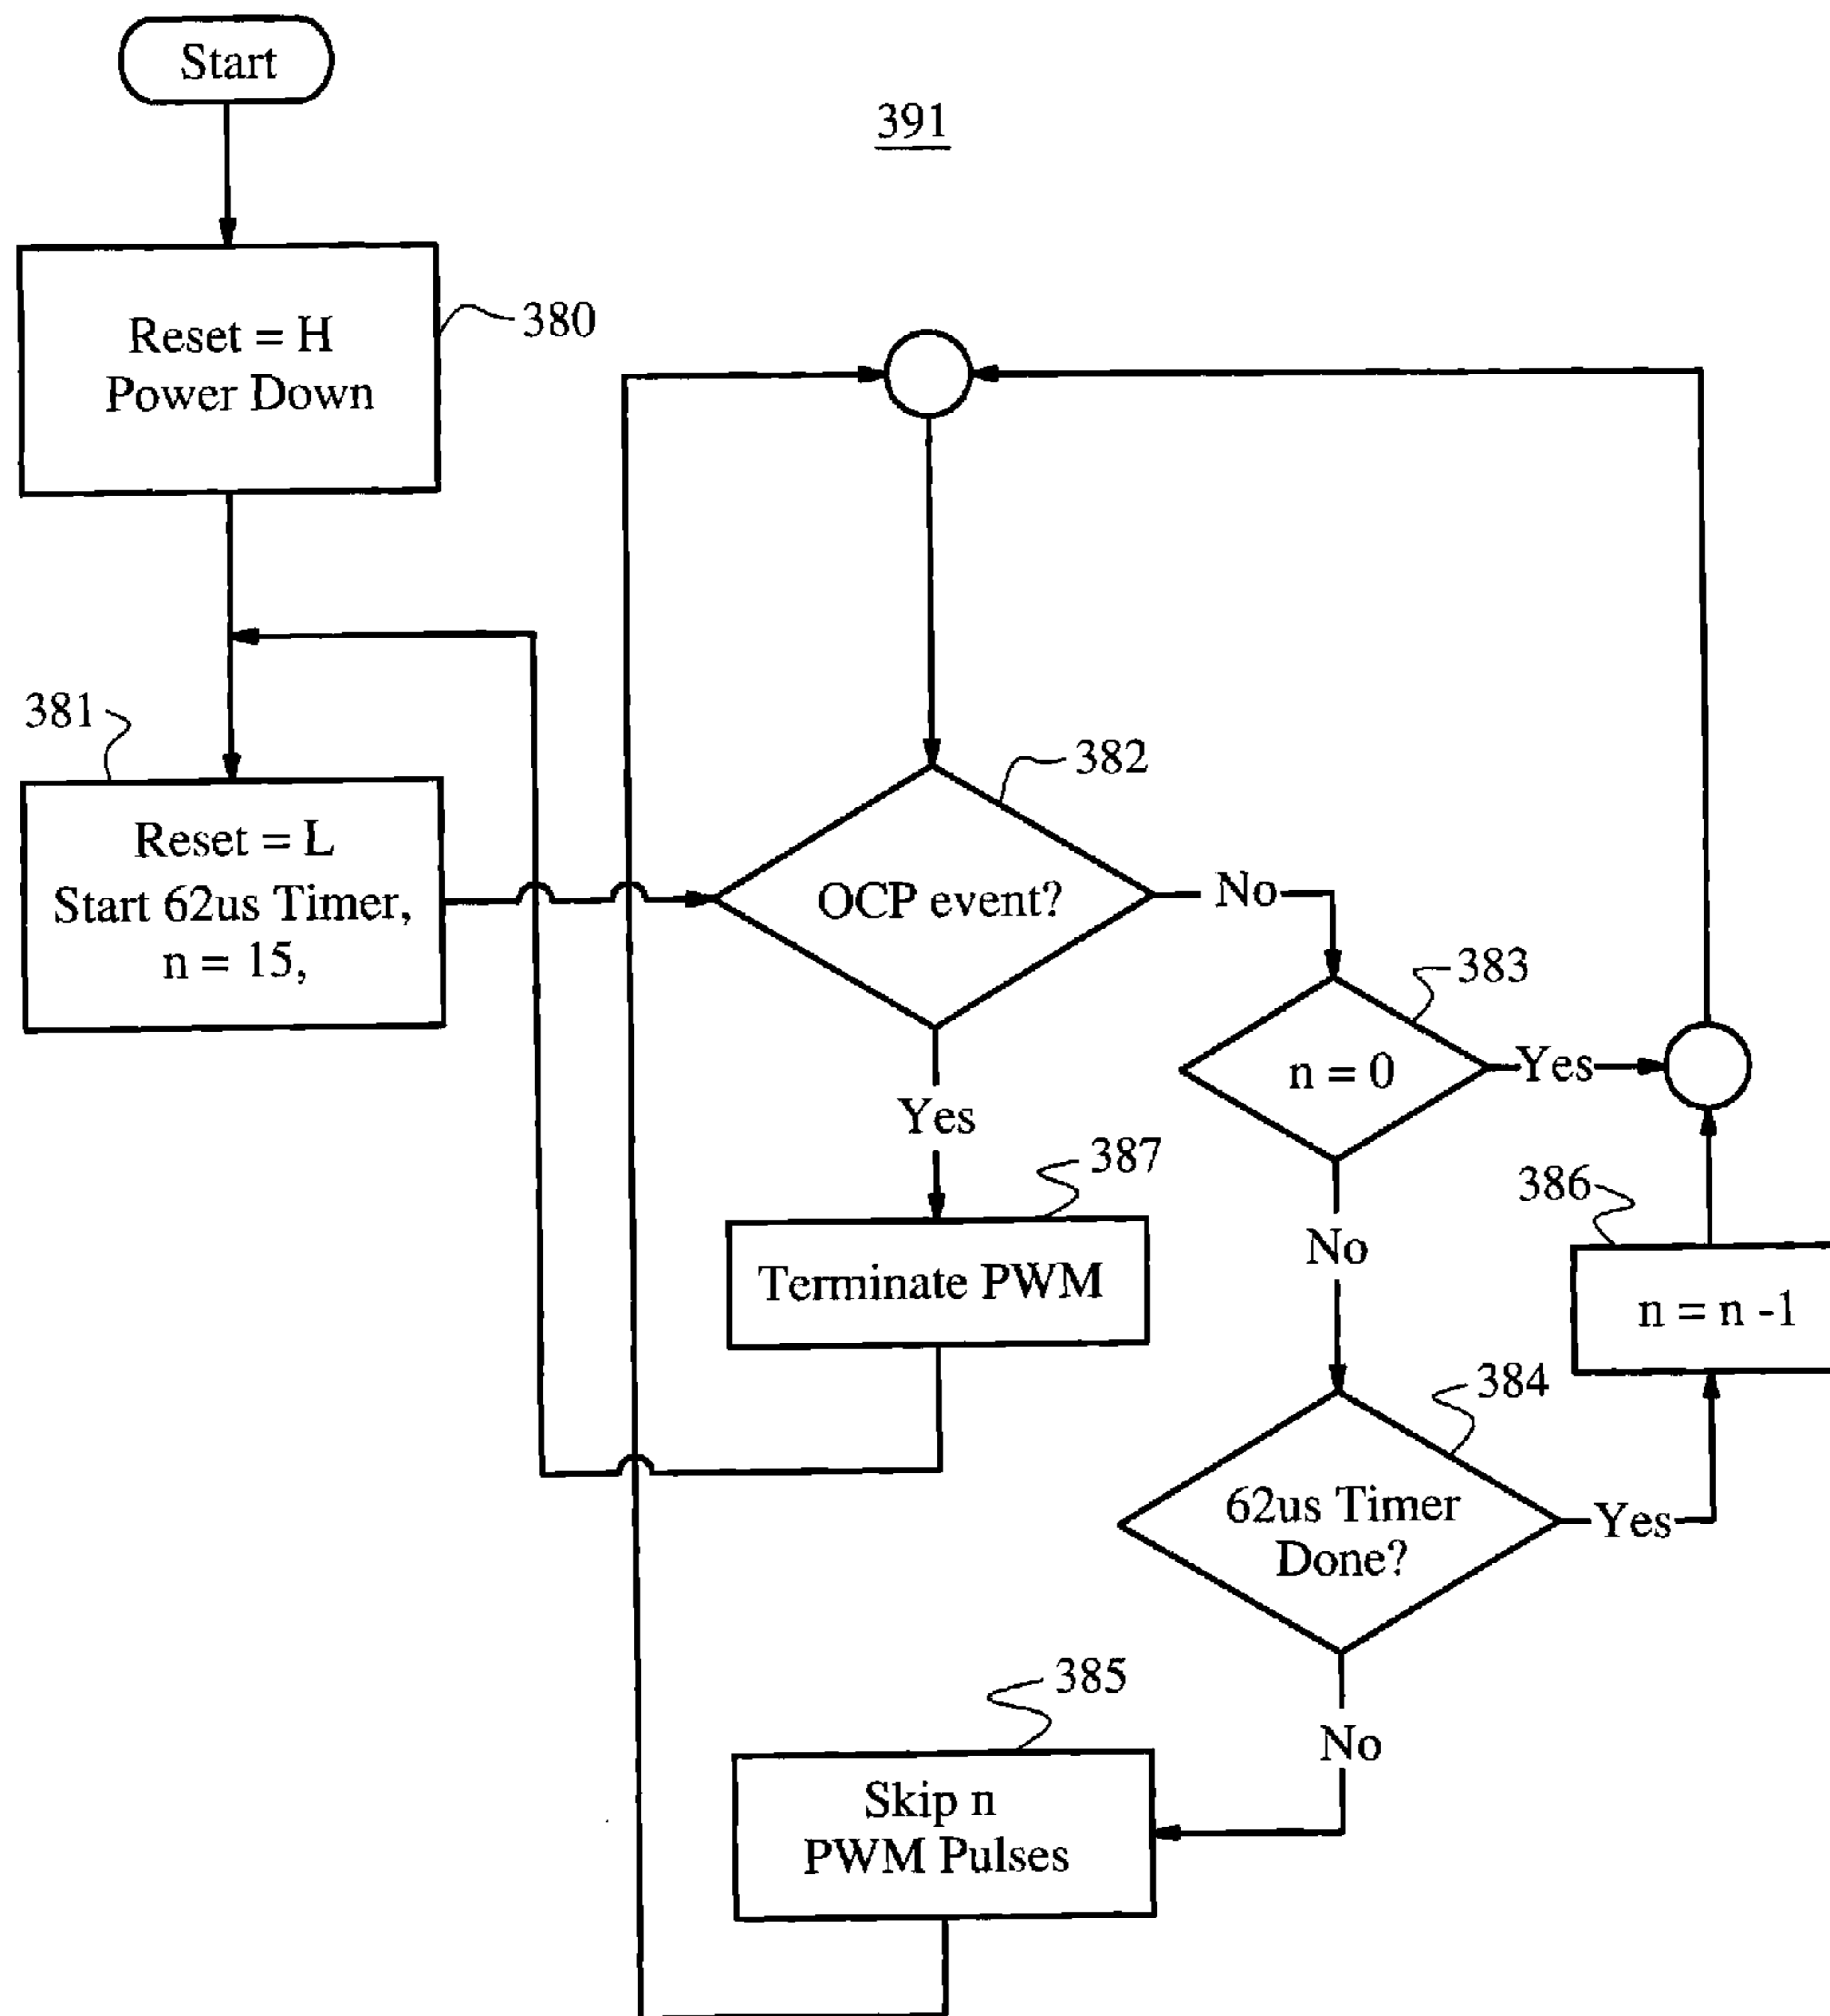 Start
391
Reset = H
Power Down
380
381
Reset = L
Start 62us Timer,
n = 15,
382
OCP event?
No
383
n = 0
Yes
Yes
387
Terminate PWM
No
386
n = n -1
384
62us Timer
Done?
Yes
385
No
Skip n
PWM Pulses